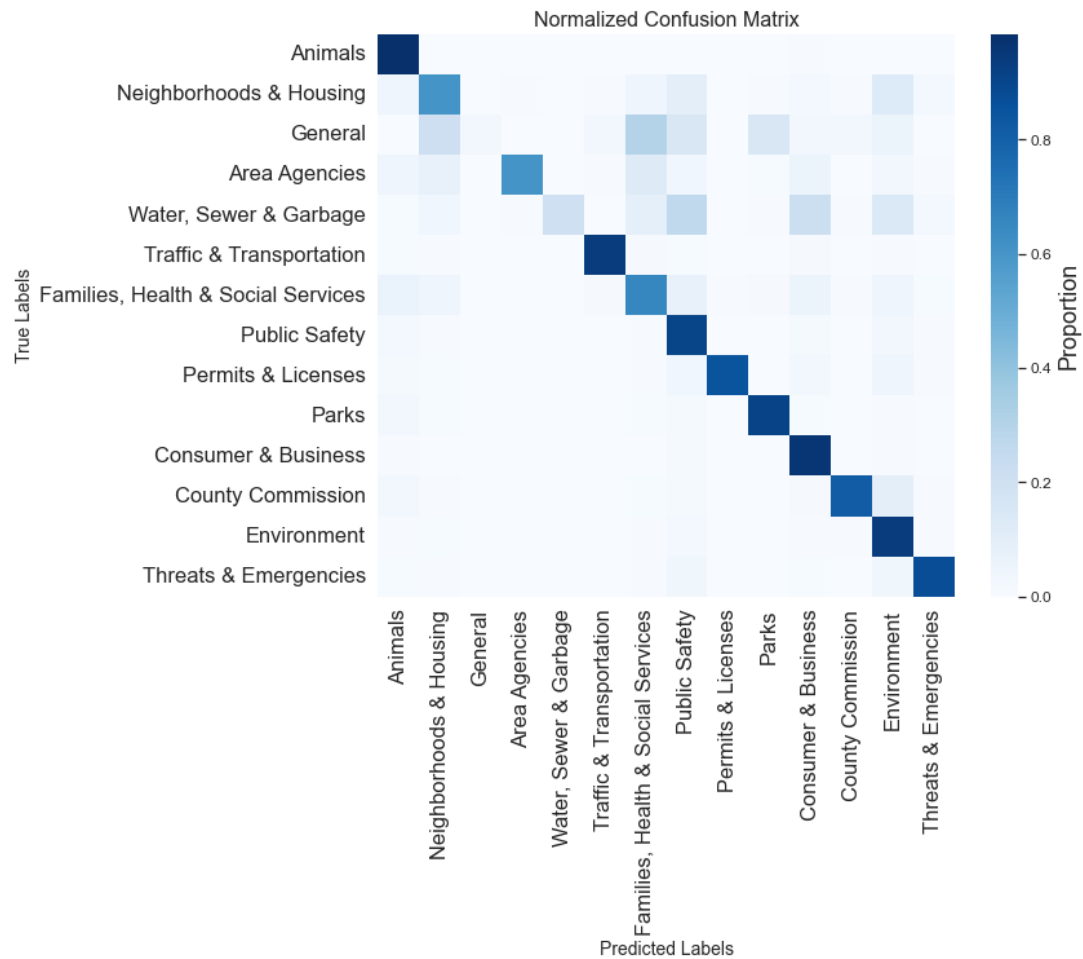 Normalized Confusion Matrix
Animals
Neighborhoods & Housing
General
Area Agencies
Water, Sewer & Garbage
Traffic & Transportation
Families, Health & Social Services
Public Safety
Permits & Licenses
Parks
Consumer & Business
County Commission
Environment
Threats & Emergencies
True Labels
Animals
Neighborhoods & Housing
General
Area Agencies
Water, Sewer & Garbage
Traffic & Transportation
Families, Health & Social Services
Public Safety
Permits & Licenses
Parks
Consumer & Business
County Commission
Environment
Threats & Emergencies
Predicted Labels
0.8
0.6
0.4
0.2
0.0
Proportion